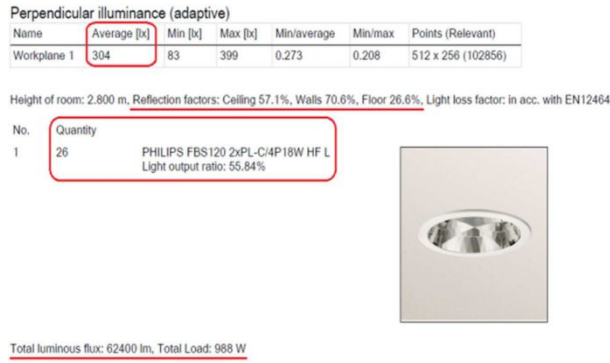 Perpendicular illuminance (adaptive)
Name Average [lx] Min [lx] Max [lx] Min/average Min/max Points (Relevant)
Workplane 1 304 83 399 0.273 0.208 512 x 256 (102856)
Height of room: 2.800 m, Reflection factors: Ceiling 57.1%, Walls 70.6%, Floor 26.6%, Light loss factor: in acc. with EN12464
No. Quantity
1 26 PHILIPS FBS120 2xPL-C/4P18W HF L
Light output ratio: 55.84%
Total luminous flux: 62400 lm, Total Load: 988 W